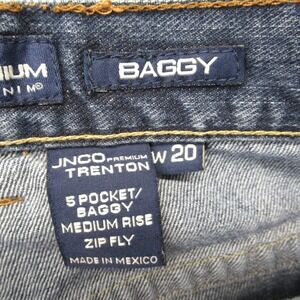 IUM
NIM®
BAGGY
JNCO PREMIUM
TRENTON
W 20
5 POCKET/
BAGGY
MEDIUM RISE
ZIP FLY
MADE IN MEXICO